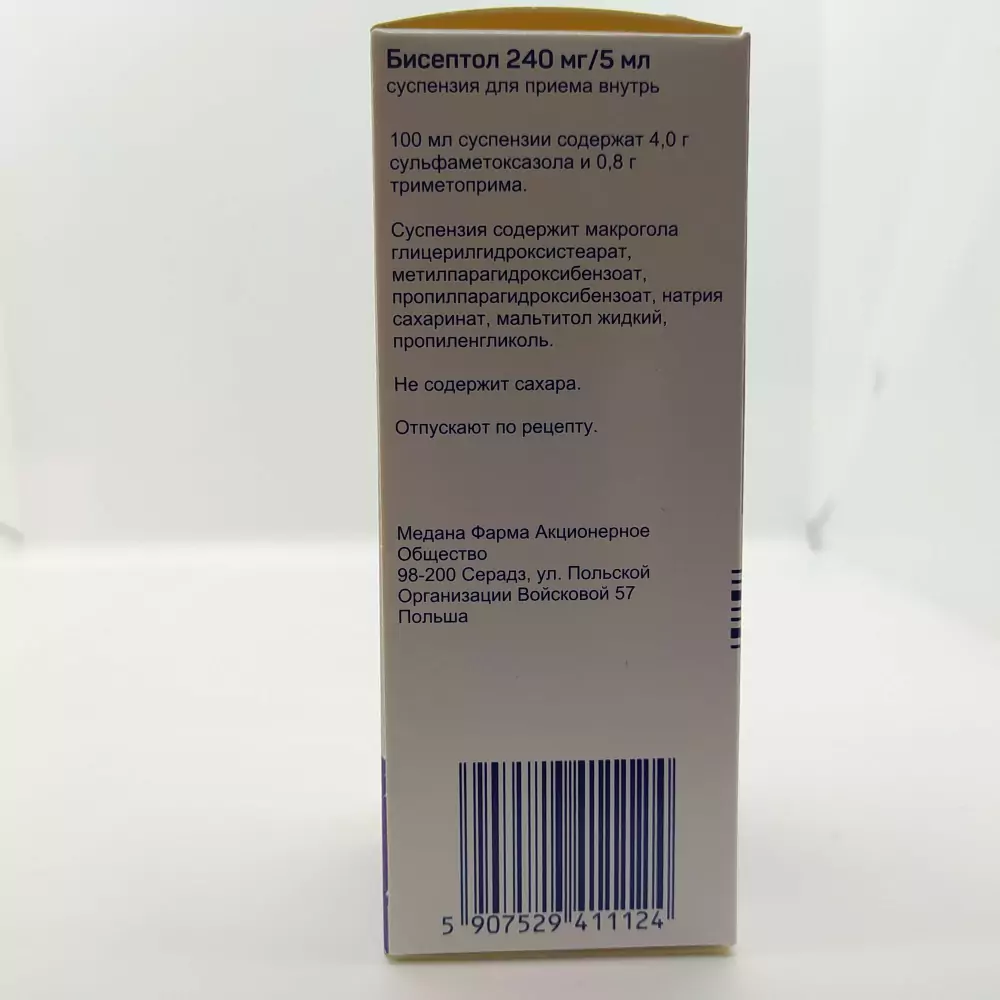 Бисептол 240 мг/5 мл
суспензия для приема внутрь
100 мл суспензии содержат 4,0 г
сульфаметоксазола и 0,8 г
триметоприма.
Суспензия содержит макрогола
глицерилгидроксистеарат,
метилпарагидроксибензоат,
пропилпарагидроксибензоат, натрия
сахаринат, мальтитол жидкий,
пропиленгликоль.
Не содержит сахара.
Отпускают по рецепту.
Медана Фарма Акционерное
Общество
98-200 Серадз, ул. Польской
Организации Войсковой 57
Польша
5 907529 411124